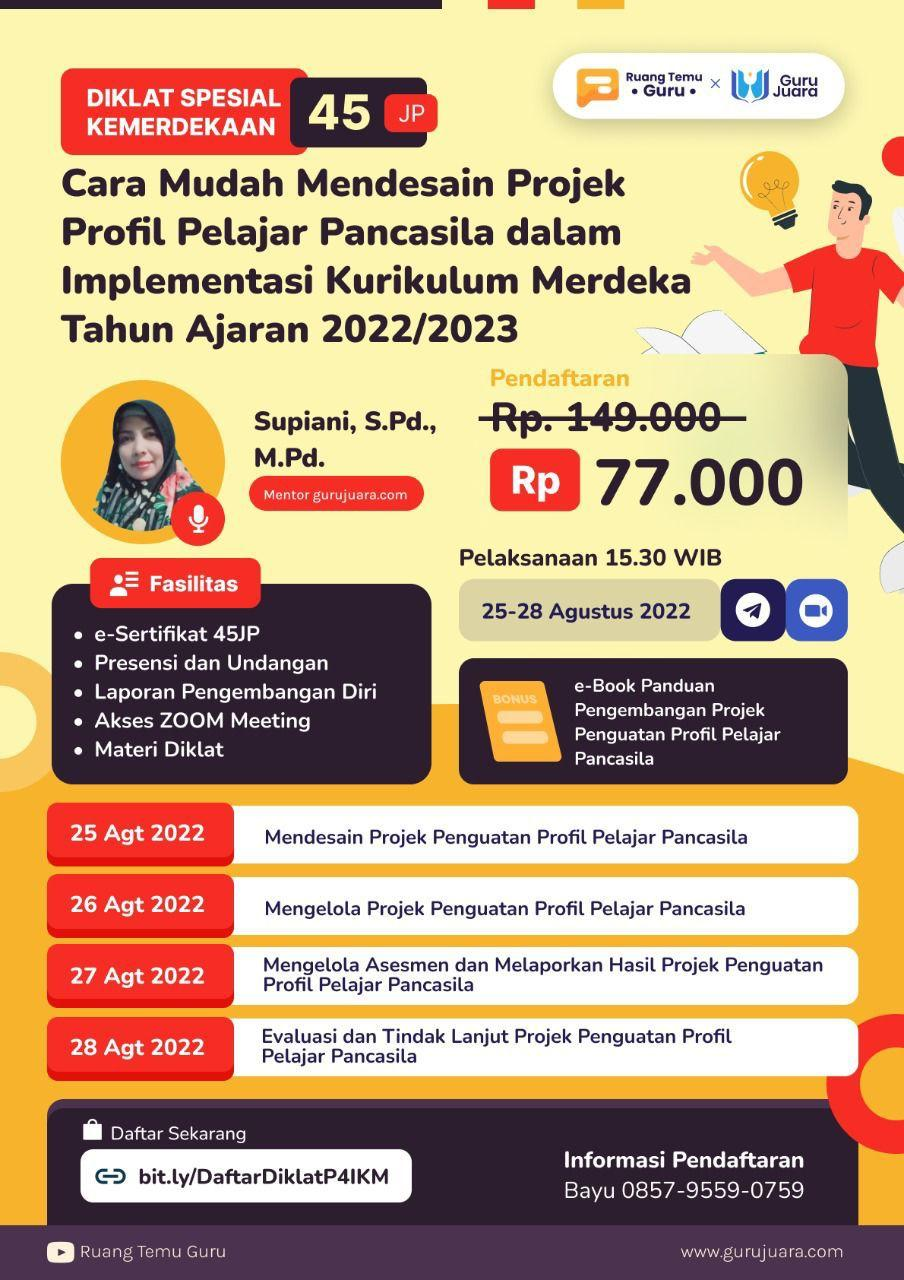 DIKLAT SPESIAL
KEMERDEKAAN
45
JP
Ruang Temu
• Guru •
×
Guru
Juara
Cara Mudah Mendesain Projek
Profil Pelajar Pancasila dalam
Implementasi Kurikulum Merdeka
Tahun Ajaran 2022/2023
Supiani, S.Pd.,
M.Pd.
Mentor gurujuara.com
Pendaftaran
Rp. 149.000
Rp 77.000
Pelaksanaan 15.30 WIB
25-28 Agustus 2022
Fasilitas
• e-Sertifikat 45JP
• Presensi dan Undangan
• Laporan Pengembangan Diri
• Akses ZOOM Meeting
• Materi Diklat
BONUS
e-Book Panduan
Pengembangan Projek
Penguatan Profil Pelajar
Pancasila
25 Agt 2022
Mendesain Projek Penguatan Profil Pelajar Pancasila
26 Agt 2022
Mengelola Projek Penguatan Profil Pelajar Pancasila
27 Agt 2022
Mengelola Asesmen dan Melaporkan Hasil Projek Penguatan
Profil Pelajar Pancasila
28 Agt 2022
Evaluasi dan Tindak Lanjut Projek Penguatan Profil
Pelajar Pancasila
Daftar Sekarang
bit.ly/DaftarDiklatP4IKM
Informasi Pendaftaran
Bayu 0857-9559-0759
Ruang Temu Guru
www.gurujuara.com